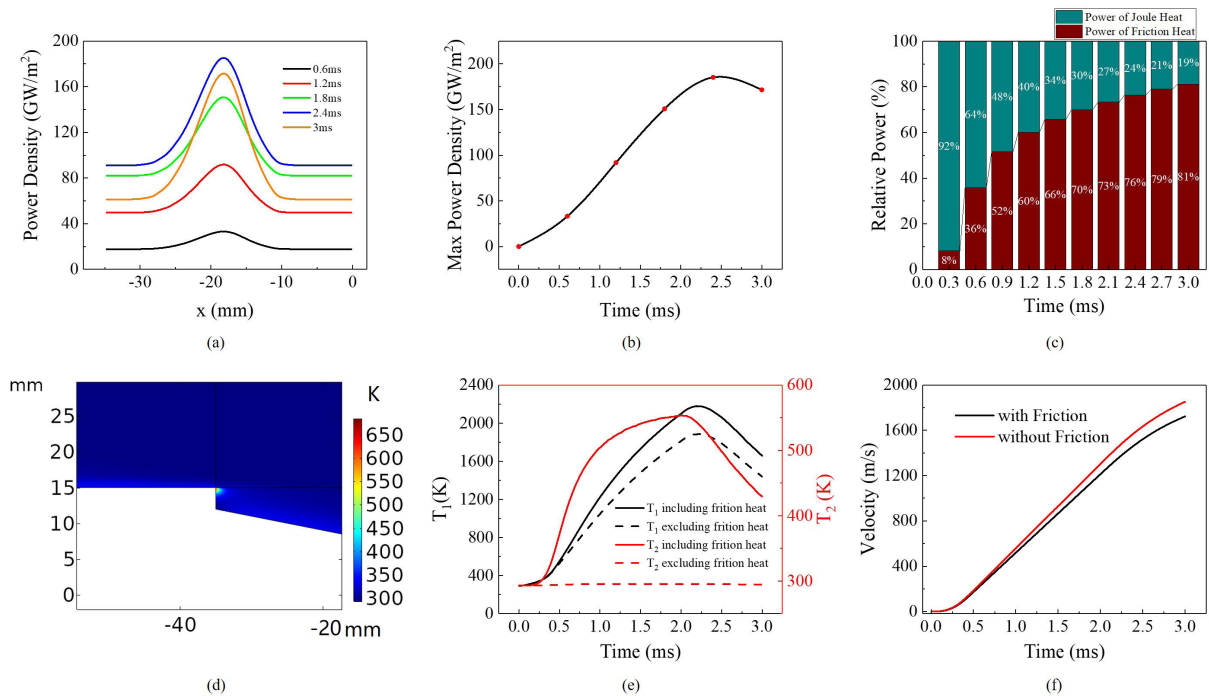 Power Density (GW/m²)
200
160
120
80
40
0
0.6ms
1.2ms
1.8ms
2.4ms
3ms
-30 -20 -10 0
x (mm)
(a)
Max Power Density (GW/m²)
200
150
100
50
0
0.0 0.5 1.0 1.5 2.0 2.5 3.0
Time (ms)
(b)
Power of Joule Heat
Power of Friction Heat
Relative Power (%)
100
80
60
40
20
0
92% 64% 48% 40% 34% 30% 27% 24% 21% 19%
8% 36% 52% 60% 66% 70% 73% 76% 79% 81%
0.0 0.3 0.6 0.9 1.2 1.5 1.8 2.1 2.4 2.7 3.0
Time (ms)
(c)
mm
25
20
15
10
5
0
-40 -20 mm
K
650
600
550
500
450
400
350
300
(d)
T₁(K)
2400
2000
1600
1200
800
400
0
T₁ including frition heat
T₁ excluding frition heat
T₂ including frition heat
T₂ excluding frition heat
600
500
400
300
T₂ (K)
0.0 0.5 1.0 1.5 2.0 2.5 3.0
Time (ms)
(e)
Velocity (m/s)
2000
1600
1200
800
400
0
with Friction
without Friction
0.0 0.5 1.0 1.5 2.0 2.5 3.0
Time (ms)
(f)